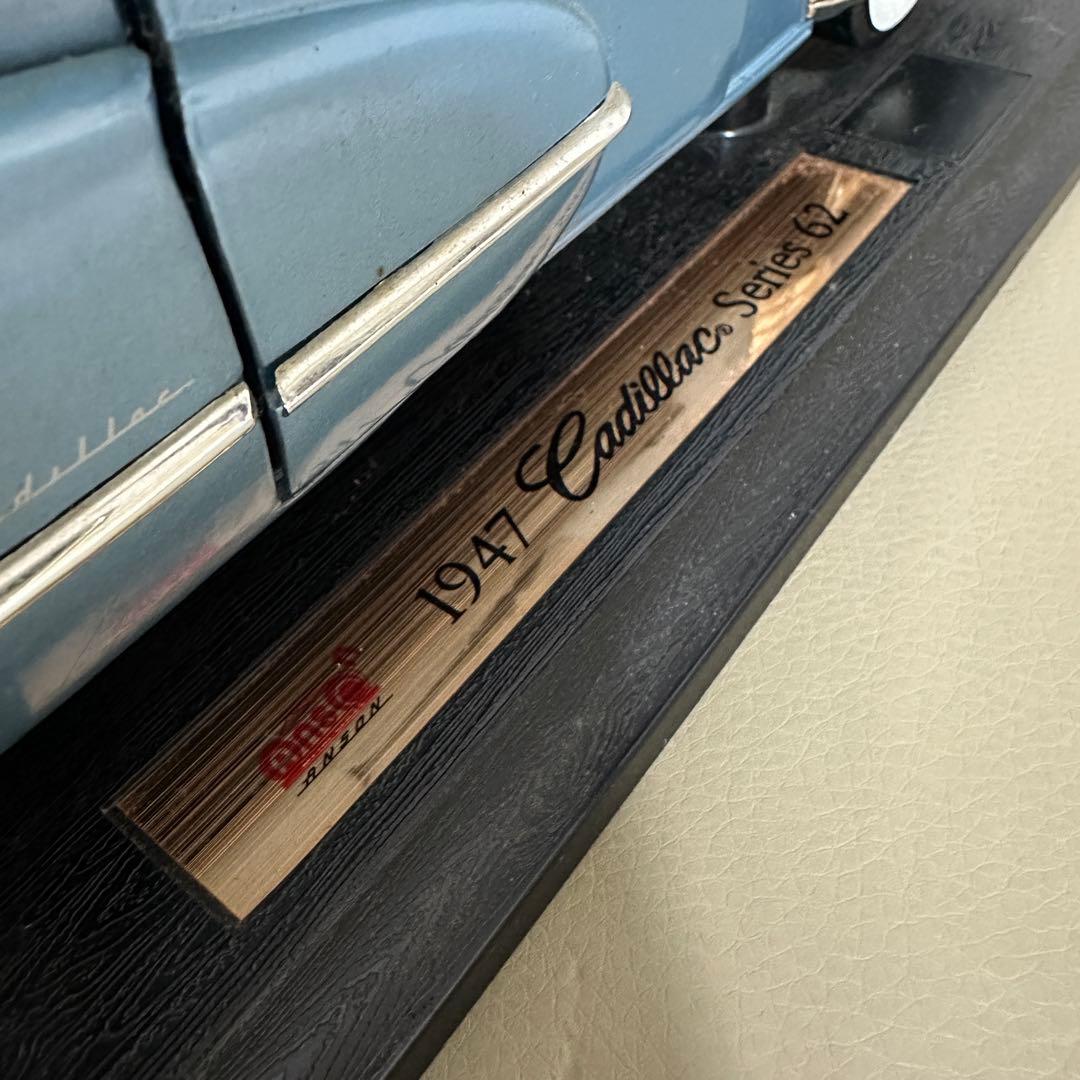 1947 Cadillac® Series 62
ANSON